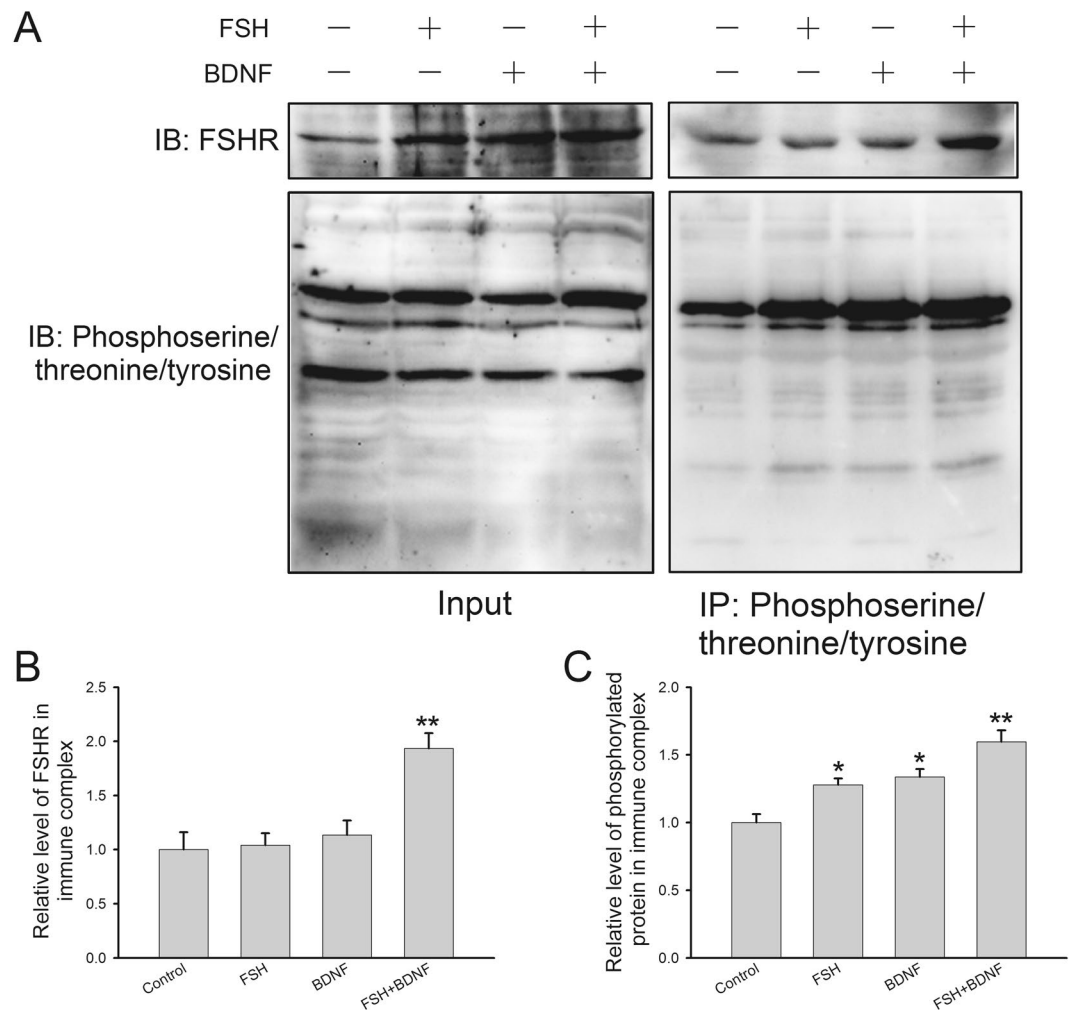 A
FSH − + − + − + − +
BDNF − − + + − − + +
IB: FSHR
IB: Phosphoserine/
threonine/tyrosine
Input
IP: Phosphoserine/
threonine/tyrosine
B
Relative level of FSHR in
immune complex
2.5
2.0
1.5
1.0
0.5
0.0
**
Control
FSH
BDNF
FSH+BDNF
C
Relative level of phosphorylated
protein in immune complex
2.0
1.5
1.0
0.5
0.0
*
*
**
Control
FSH
BDNF
FSH+BDNF